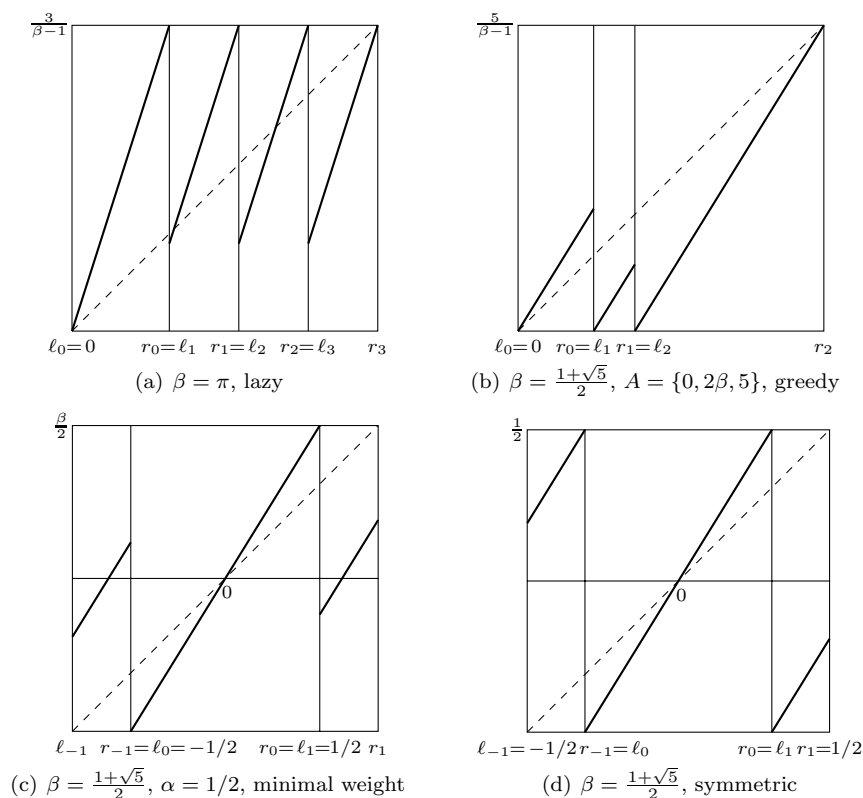 3/(β−1)
5/(β−1)
ℓ₀=0 r₀=ℓ₁ r₁=ℓ₂ r₂=ℓ₃ r₃
ℓ₀=0 r₀=ℓ₁ r₁=ℓ₂ r₂
(a) β = π, lazy
(b) β = (1+√5)/2, A = {0, 2β, 5}, greedy
β/2
0
ℓ₋₁ r₋₁=ℓ₀=−1/2 r₀=ℓ₁=1/2 r₁
(c) β = (1+√5)/2, α = 1/2, minimal weight
1/2
0
ℓ₋₁=−1/2 r₋₁=ℓ₀ r₀=ℓ₁ r₁=1/2
(d) β = (1+√5)/2, symmetric